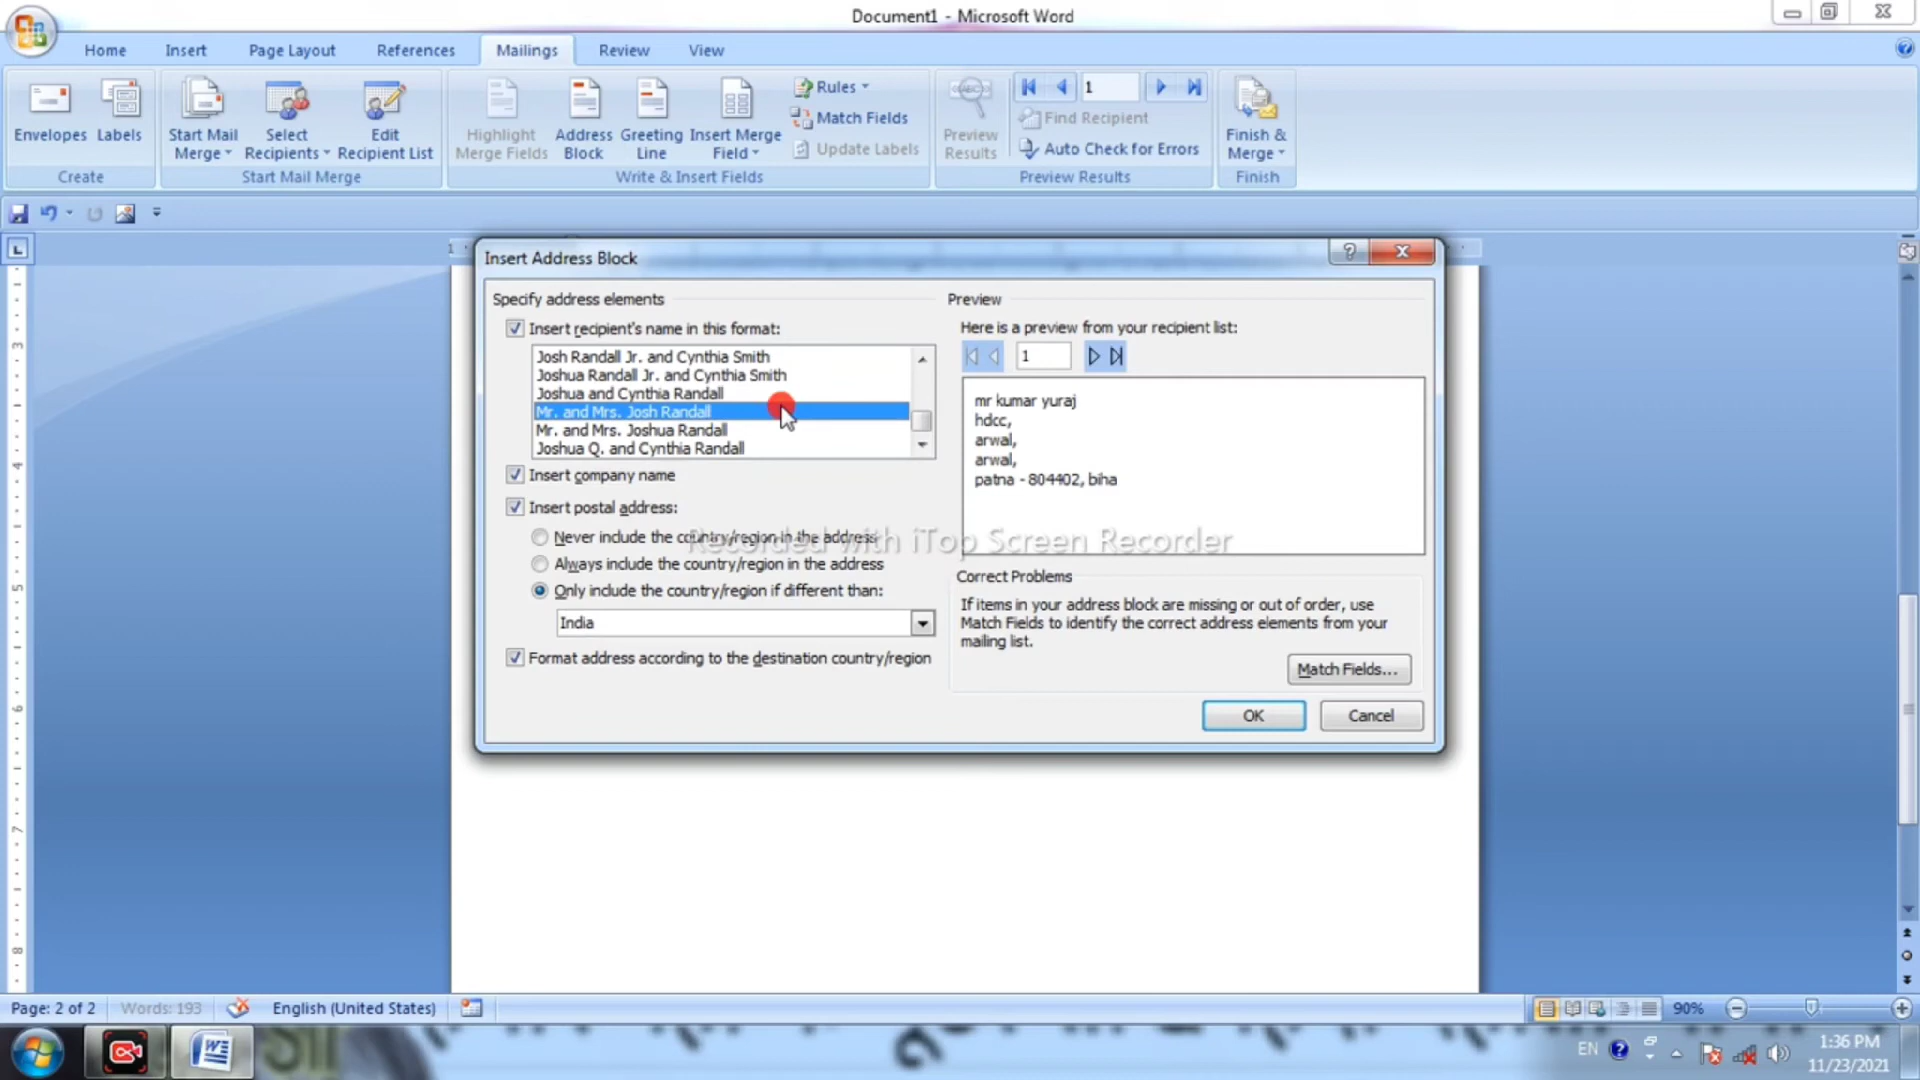 Document1 - Microsoft Word
Home Insert Page Layout References Mailings Review View
Envelopes Labels
Create
Start Mail Merge
Select Recipients
Edit Recipient List
Start Mail Merge
Highlight Merge Fields
Address Block
Greeting Line
Insert Merge Field
Rules
Match Fields
Update Labels
Write & Insert Fields
Preview Results
1
Find Recipient
Auto Check for Errors
Preview Results
Finish & Merge
Finish
Insert Address Block
Specify address elements
Insert recipient's name in this format:
Josh Randall Jr. and Cynthia Smith
Joshua Randall Jr. and Cynthia Smith
Joshua and Cynthia Randall
Mr. and Mrs. Josh Randall
Mr. and Mrs. Joshua Randall
Joshua Q. and Cynthia Randall
Insert company name
Insert postal address:
Never include the country/region in the address
Always include the country/region in the address
Only include the country/region if different than:
India
Format address according to the destination country/region
Preview
Here is a preview from your recipient list:
1
mr kumar yuraj
hdcc,
arwal,
arwal,
patna - 804402, biha
Recorded with iTop Screen Recorder
Correct Problems
If items in your address block are missing or out of order, use
Match Fields to identify the correct address elements from your
mailing list.
Match Fields...
OK Cancel
Page: 2 of 2 Words: 193 English (United States) 90%
EN 1:36 PM
11/23/2021